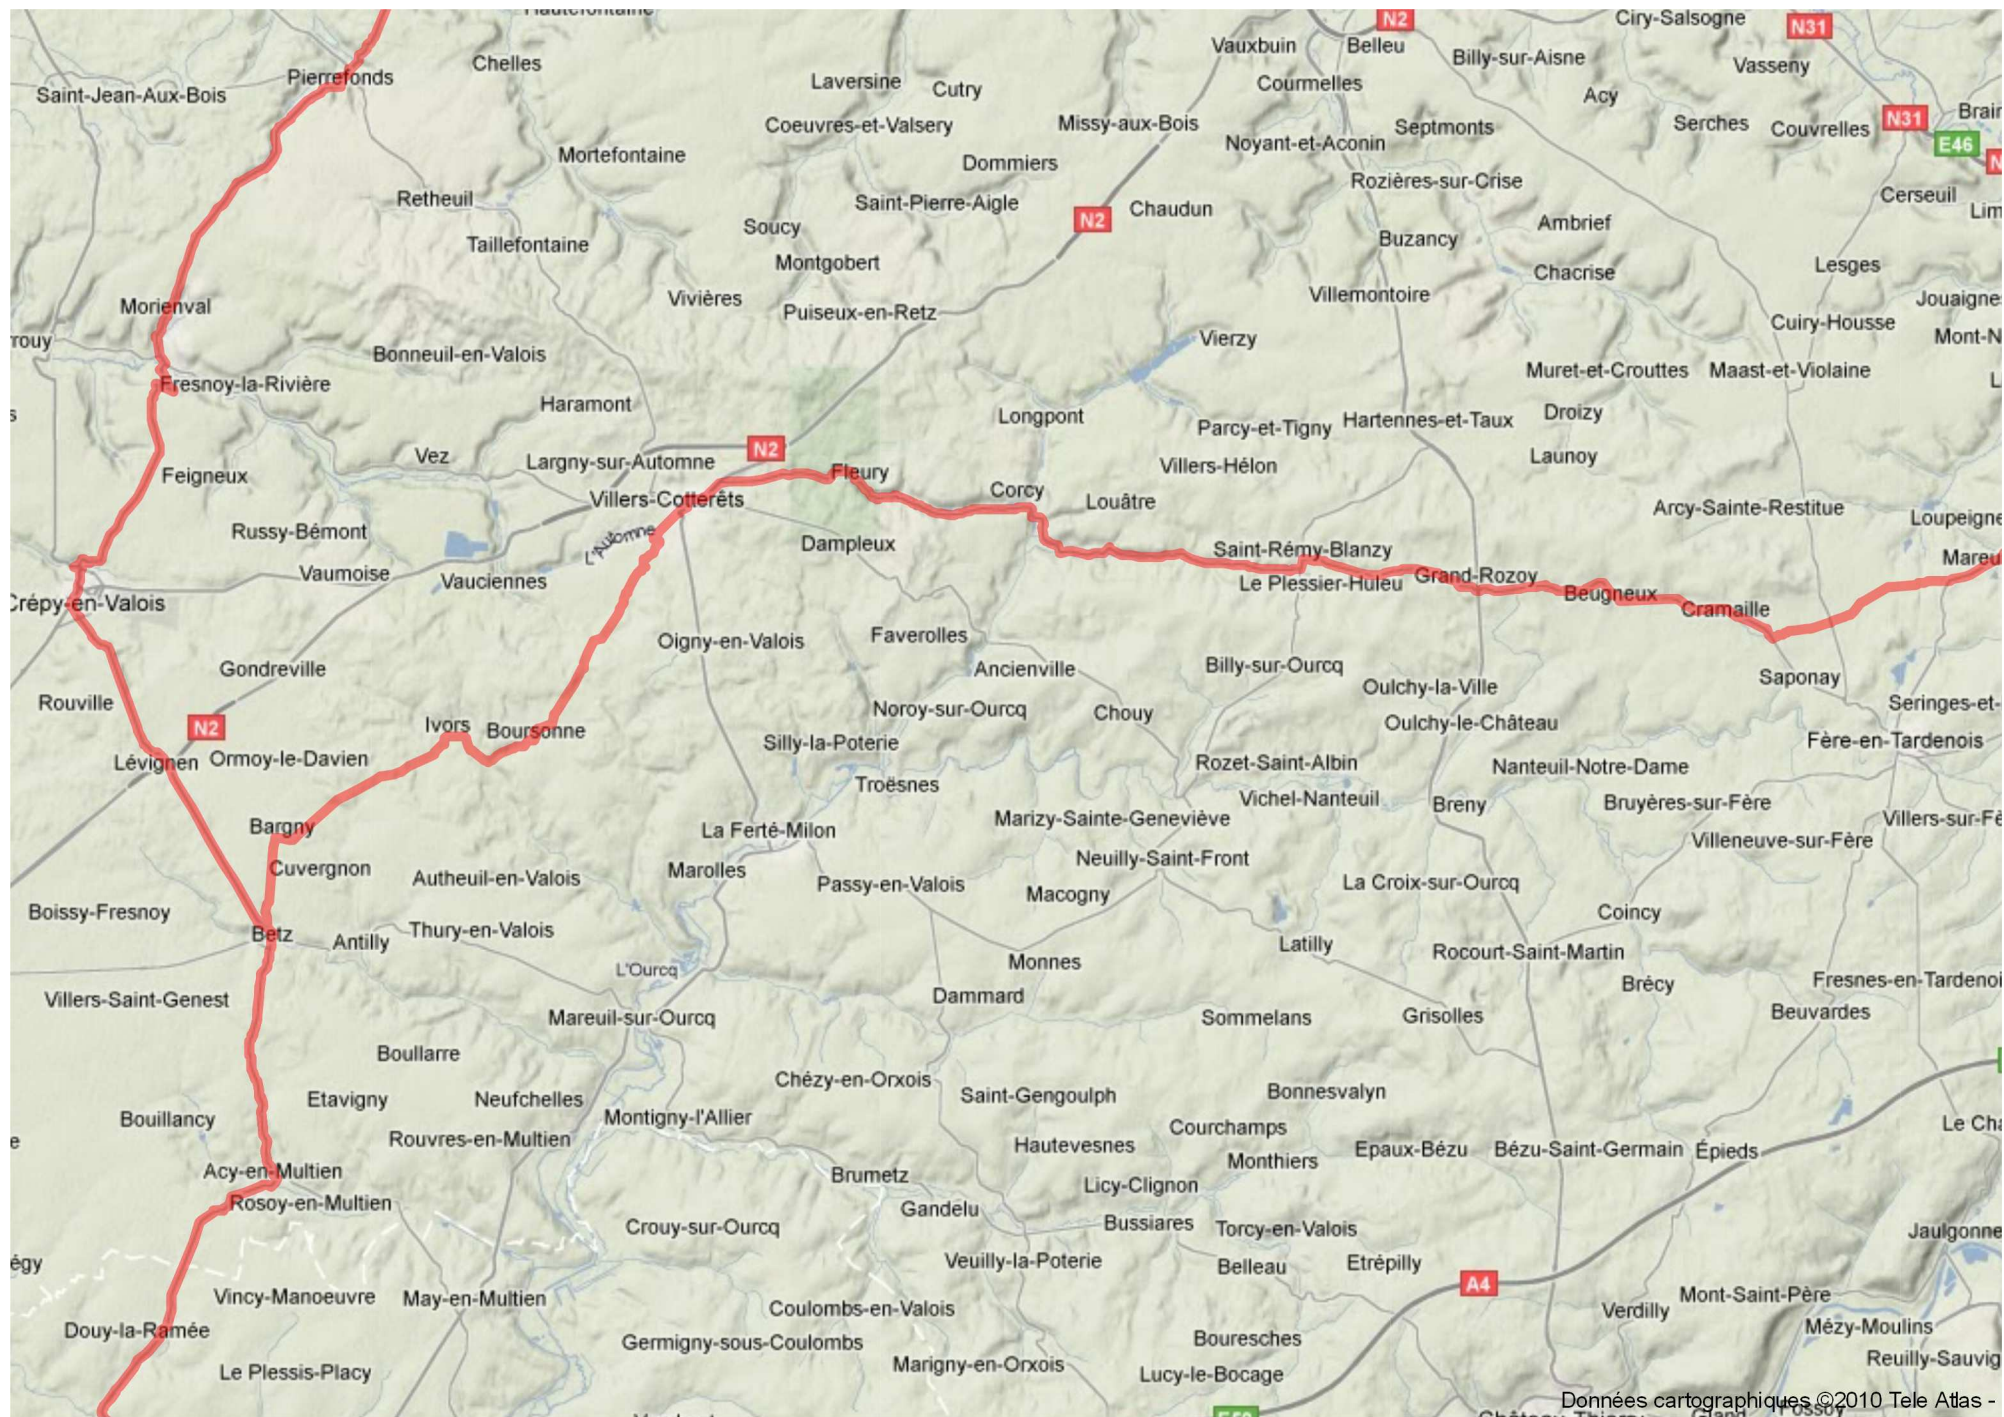 Hautefontaine
N2
Ciry-Salsogne
N31
Vauxbuin
Belleu
Billy-sur-Aisne
Vasseny
Chelles
Pierrefonds
Saint-Jean-Aux-Bois
Laversine
Cutry
Courmelles
Acy
N31
Coeuvres-et-Valsery
Missy-aux-Bois
Septmonts
Serches
Couvrelles
Noyant-et-Aconin
E46
Mortefontaine
Dommiers
Rozières-sur-Crise
Retheuil
Saint-Pierre-Aigle
N2
Chaudun
Cerseuil
Soucy
Ambrief
Taillefontaine
Buzancy
Montgobert
Chacrise
Lesges
Vivières
Puiseux-en-Retz
Villemontoire
Morienval
Cuiry-Housse
Vierzy
Bonneuil-en-Valois
Muret-et-Crouttes
Maast-et-Violaine
Fresnoy-la-Rivière
Haramont
Longpont
Parcy-et-Tigny
Hartennes-et-Taux
Droizy
N2
Vez
Largny-sur-Automne
Villers-Hélon
Launoy
Feigneux
Fleury
Villers-Cotterêts
Corcy
Louâtre
Arcy-Sainte-Restitue
Russy-Bémont
L'Automne
Dampleux
Saint-Rémy-Blanzy
Vaumoise
Vauciennes
Le Plessier-Huleu
Grand-Rozoy
Beugneux
Cramaille
Crépy-en-Valois
Oigny-en-Valois
Faverolles
Gondreville
Ancienville
Billy-sur-Ourcq
Saponay
Rouville
Oulchy-la-Ville
N2
Ivors
Boursonne
Noroy-sur-Ourcq
Chouy
Oulchy-le-Château
Lévignen
Ormoy-le-Davien
Silly-la-Poterie
Fère-en-Tardenois
Troësnes
Rozet-Saint-Albin
Nanteuil-Notre-Dame
Vichel-Nanteuil
Breny
Bruyères-sur-Fère
Bargny
La Ferté-Milon
Marizy-Sainte-Geneviève
Villeneuve-sur-Fère
Cuvergnon
Autheuil-en-Valois
Marolles
Neuilly-Saint-Front
Passy-en-Valois
Macogny
La Croix-sur-Ourcq
Boissy-Fresnoy
Coincy
Betz
Antilly
Thury-en-Valois
Latilly
Rocourt-Saint-Martin
L'Ourcq
Monnes
Villers-Saint-Genest
Dammard
Brécy
Mareuil-sur-Ourcq
Sommelans
Grisolles
Beuvardes
Boullarre
Chézy-en-Orxois
Etavigny
Neufchelles
Saint-Gengoulph
Bonnesvalyn
Bouillancy
Montigny-l'Allier
Rouvres-en-Multien
Hautevesnes
Courchamps
Monthiers
Epaux-Bézu
Bézu-Saint-Germain
Épieds
Acy-en-Multien
Brumetz
Licy-Clignon
Rosoy-en-Multien
Gandelu
Crouy-sur-Ourcq
Bussiares
Torcy-en-Valois
Veuilly-la-Poterie
Belleau
Etrépilly
A4
Vincy-Manoeuvre
May-en-Multien
Coulombs-en-Valois
Verdilly
Mont-Saint-Père
Douy-la-Ramée
Germigny-sous-Coulombs
Bouresches
Mézy-Moulins
Le Plessis-Placy
Marigny-en-Orxois
Lucy-le-Bocage
Données cartographiques ©2010 Tele Atlas -